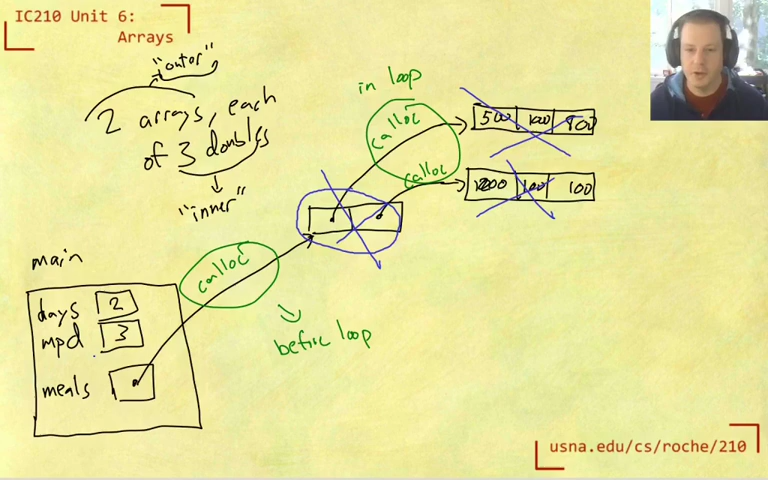 IC210 Unit 6:
Arrays
"outer"
2 arrays, each
of 3 doubles
"inner"
in loop
calloc
500 100 800
calloc
1200 100 100
main
calloc
before loop
days 2
mpd 3
meals
usna.edu/cs/roche/210